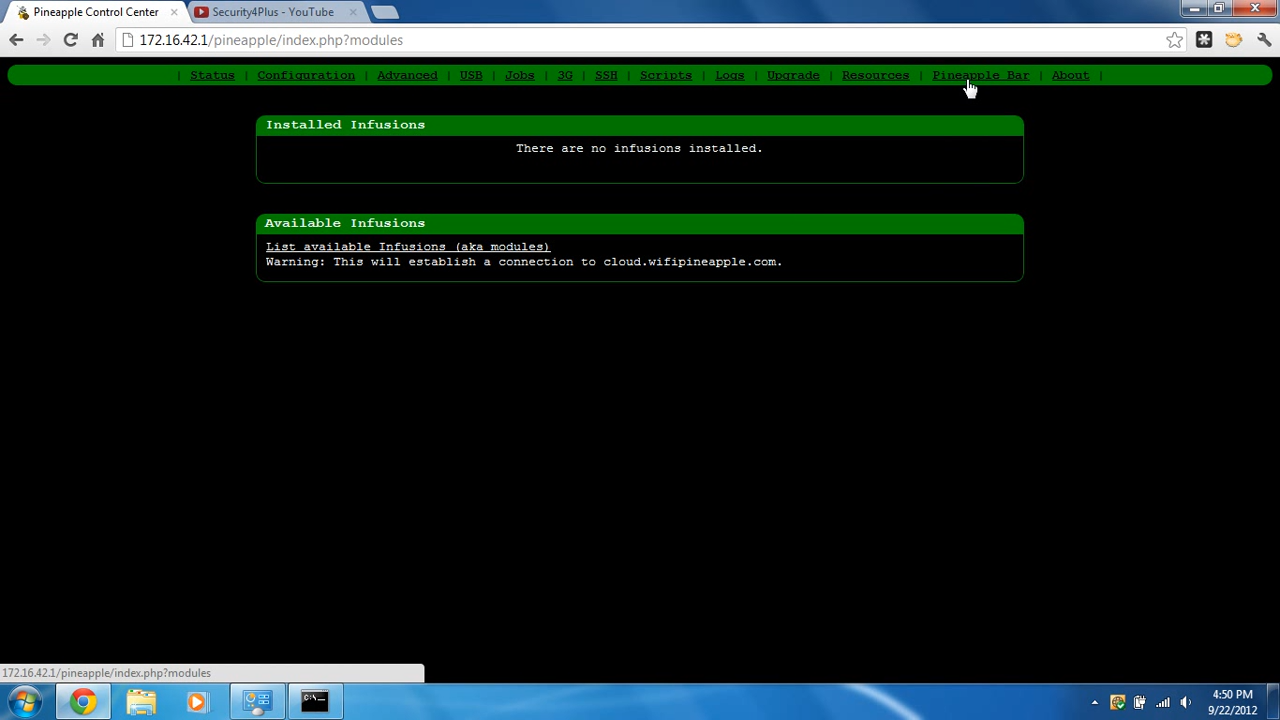 Pineapple Control Center
Security4Plus - YouTube
172.16.42.1/pineapple/index.php?modules
| Status | Configuration | Advanced | USB | Jobs | 3G | SSH | Scripts | Logs | Upgrade | Resources | Pineapple Bar | About |
Installed Infusions
There are no infusions installed.
Available Infusions
List available Infusions (aka modules)
Warning: This will establish a connection to cloud.wifipineapple.com.
172.16.42.1/pineapple/index.php?modules
C:\.
4:50 PM
9/22/2012